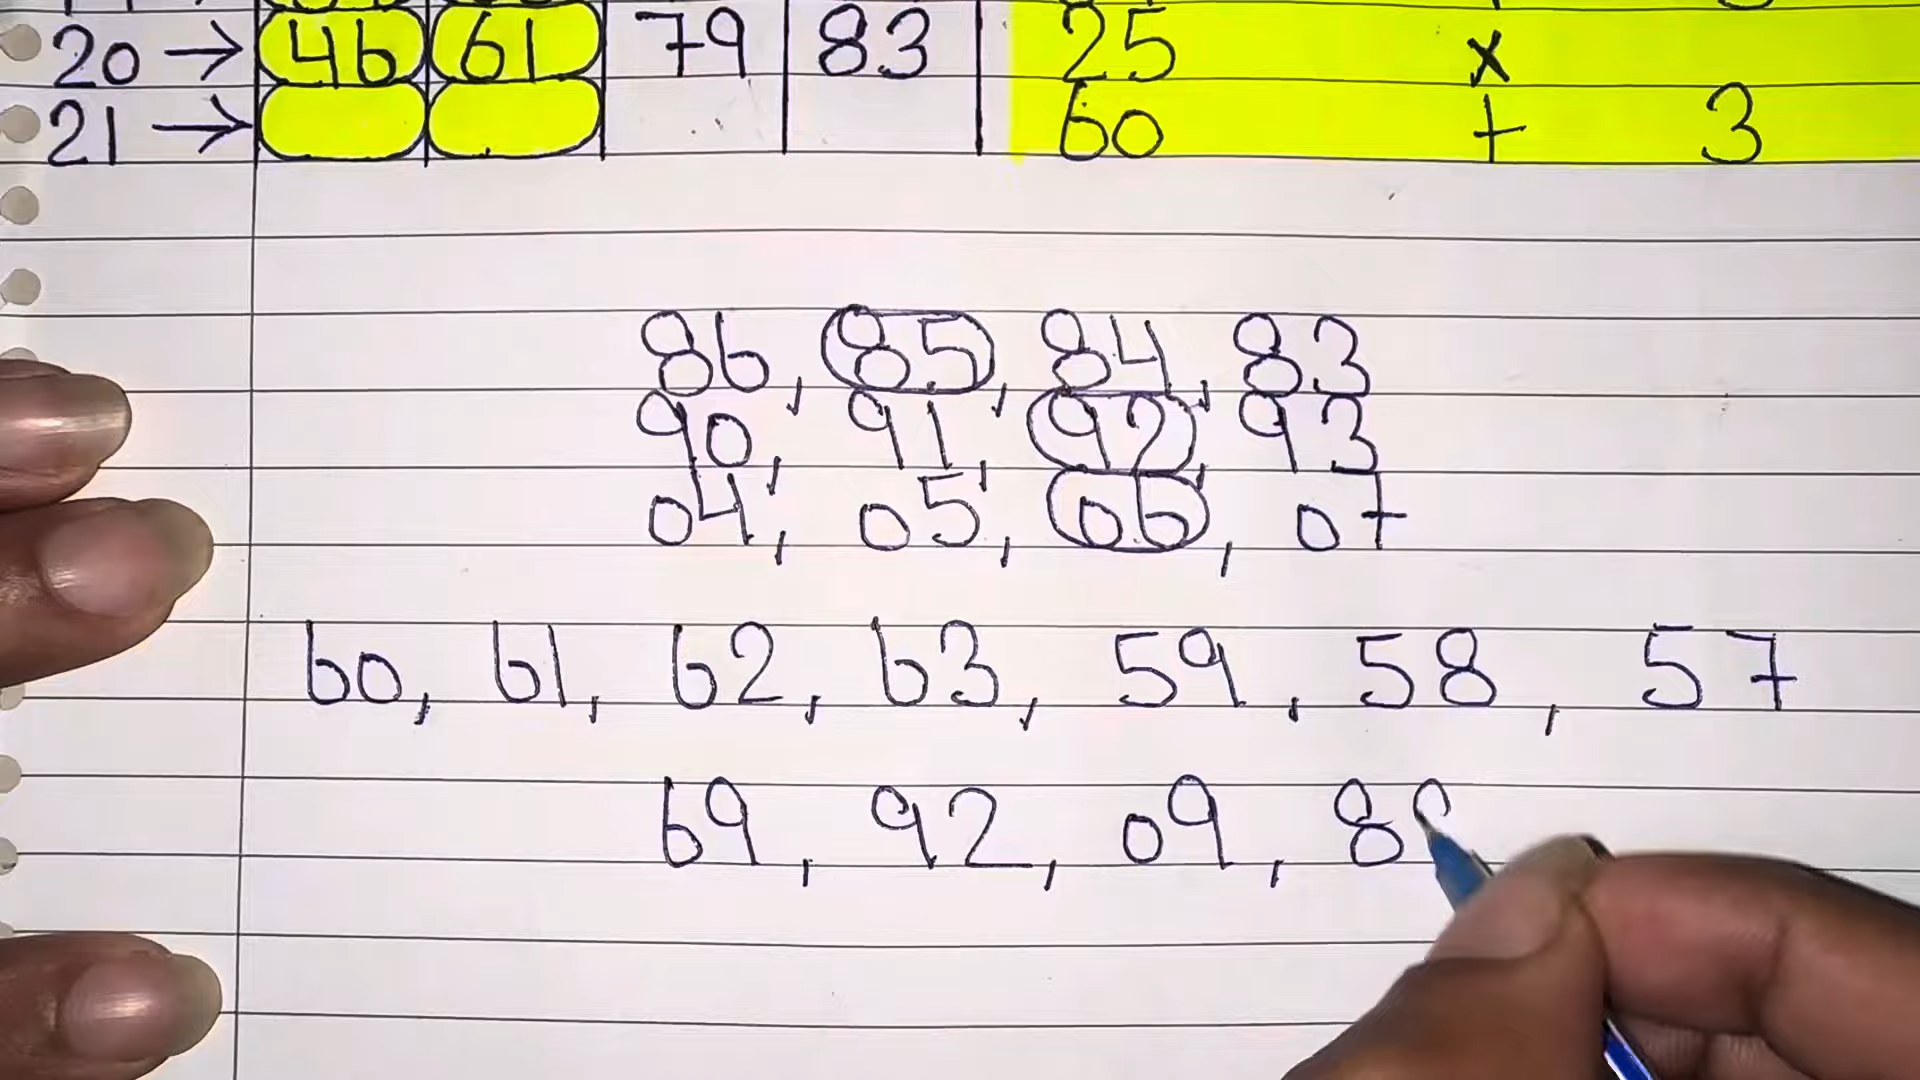 20 → 46 61 79 83 25 x
21 → 60 + 3
86, 85, 84, 83
90, 91, 92, 93
04, 05, 06, 07
60, 61, 62, 63, 59, 58, 57
69, 92, 09, 8